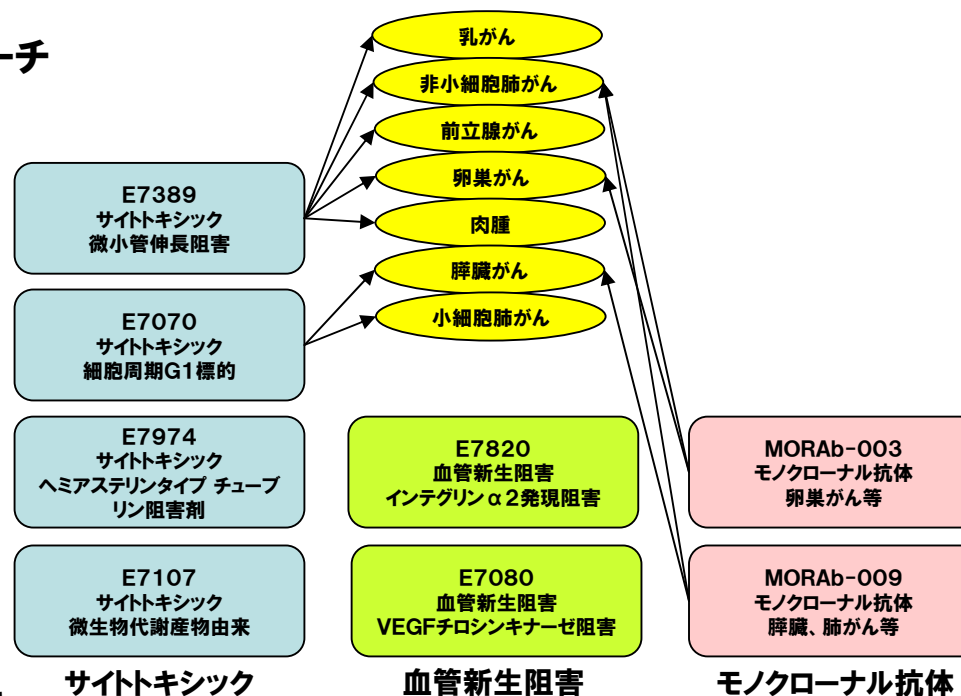 ーチ
乳がん
非小細胞肺がん
前立腺がん
卵巣がん
肉腫
膵臓がん
小細胞肺がん
E7389
サイトトキシック
微小管伸長阻害
E7070
サイトトキシック
細胞周期G1標的
E7974
サイトトキシック
ヘミアステリンタイプ チューブ
リン阻害剤
E7820
血管新生阻害
インテグリンα2発現阻害
MORAb-003
モノクローナル抗体
卵巣がん等
E7107
サイトトキシック
微生物代謝産物由来
E7080
血管新生阻害
VEGFチロシンキナーゼ阻害
MORAb-009
モノクローナル抗体
膵臓、肺がん等
サイトトキシック
血管新生阻害
モノクローナル抗体